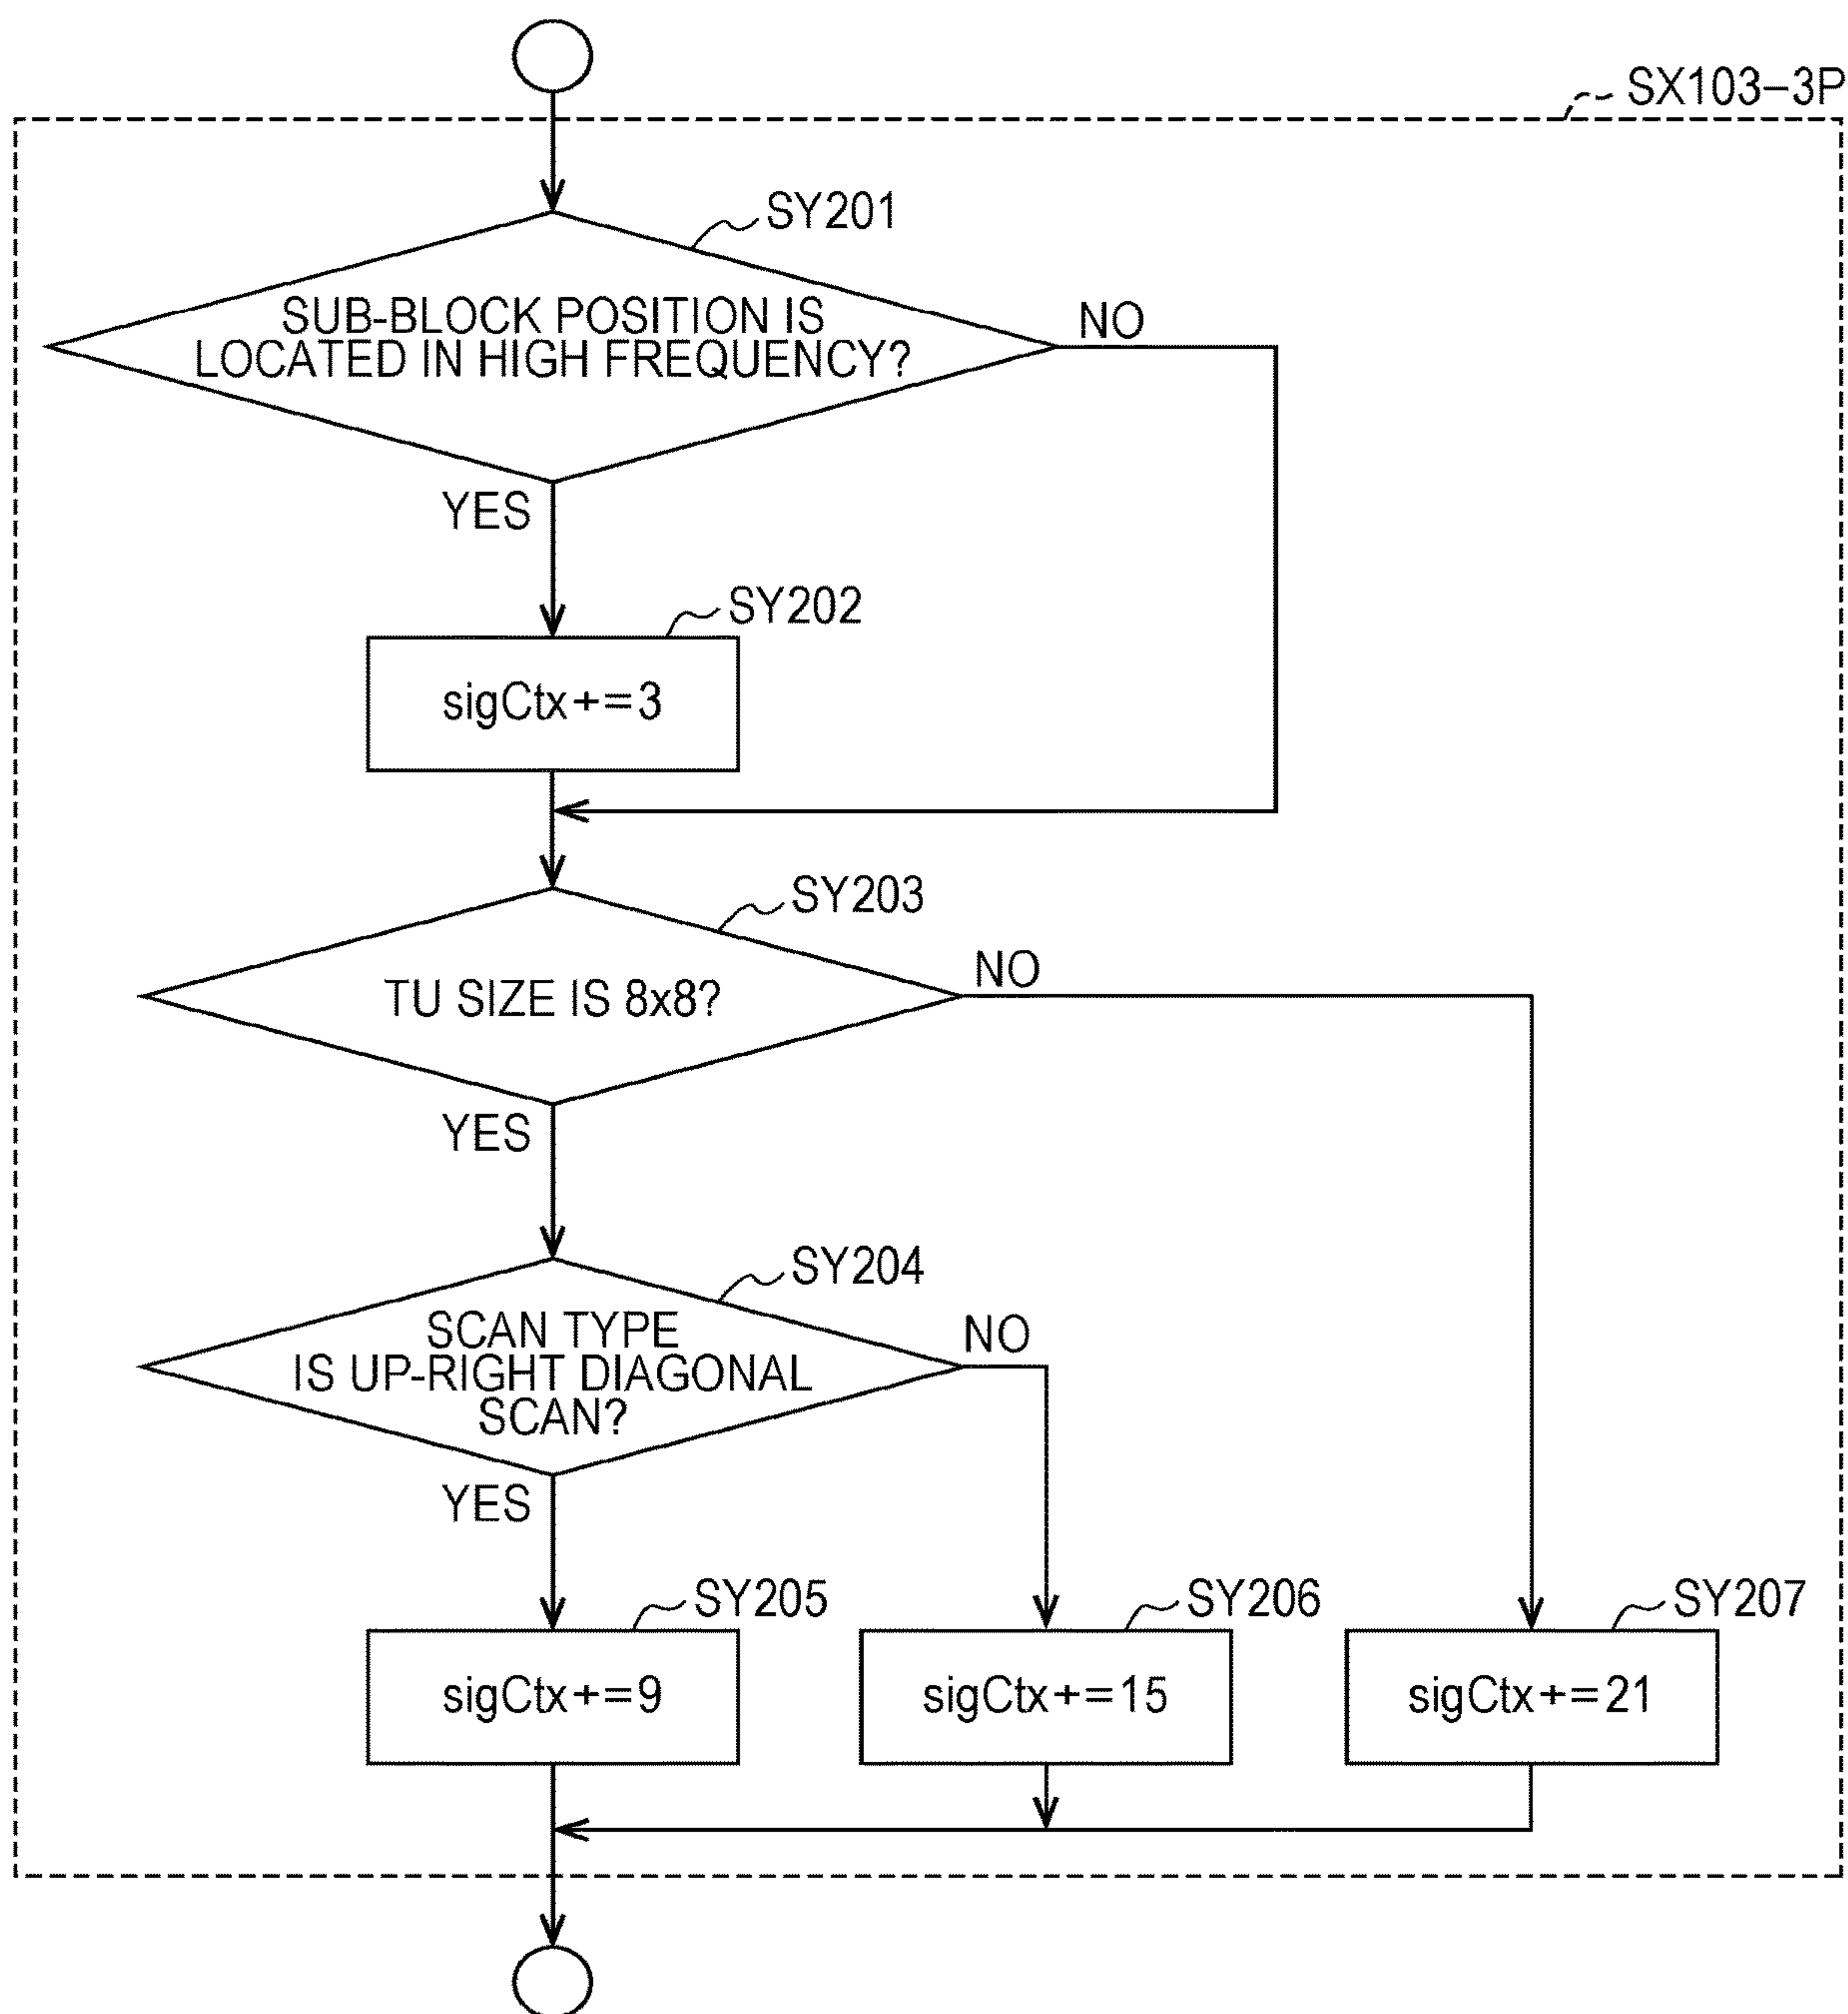 SX103-3P
SY201
SUB-BLOCK POSITION IS
LOCATED IN HIGH FREQUENCY?
NO
YES
SY202
sigCtx+=3
SY203
TU SIZE IS 8x8?
NO
YES
SY204
SCAN TYPE
IS UP-RIGHT DIAGONAL
SCAN?
NO
YES
SY205
SY206
SY207
sigCtx+=9
sigCtx+=15
sigCtx+=21